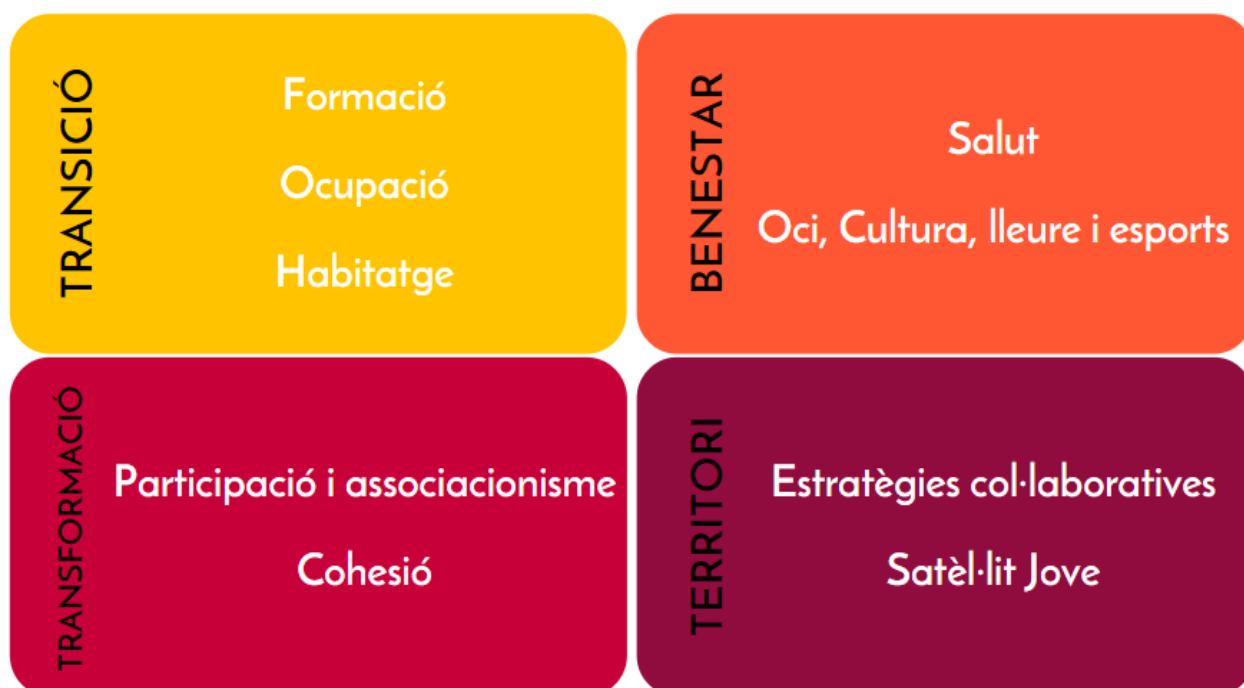 TRANSICIÓ
Formació
Ocupació
Habitatge
BENESTAR
Salut
Oci, Cultura, lleure i esports
TRANSFORMACIÓ
Participació i associacionisme
Cohesió
TERRITORI
Estratègies col·laboratives
Satèl·lit Jove